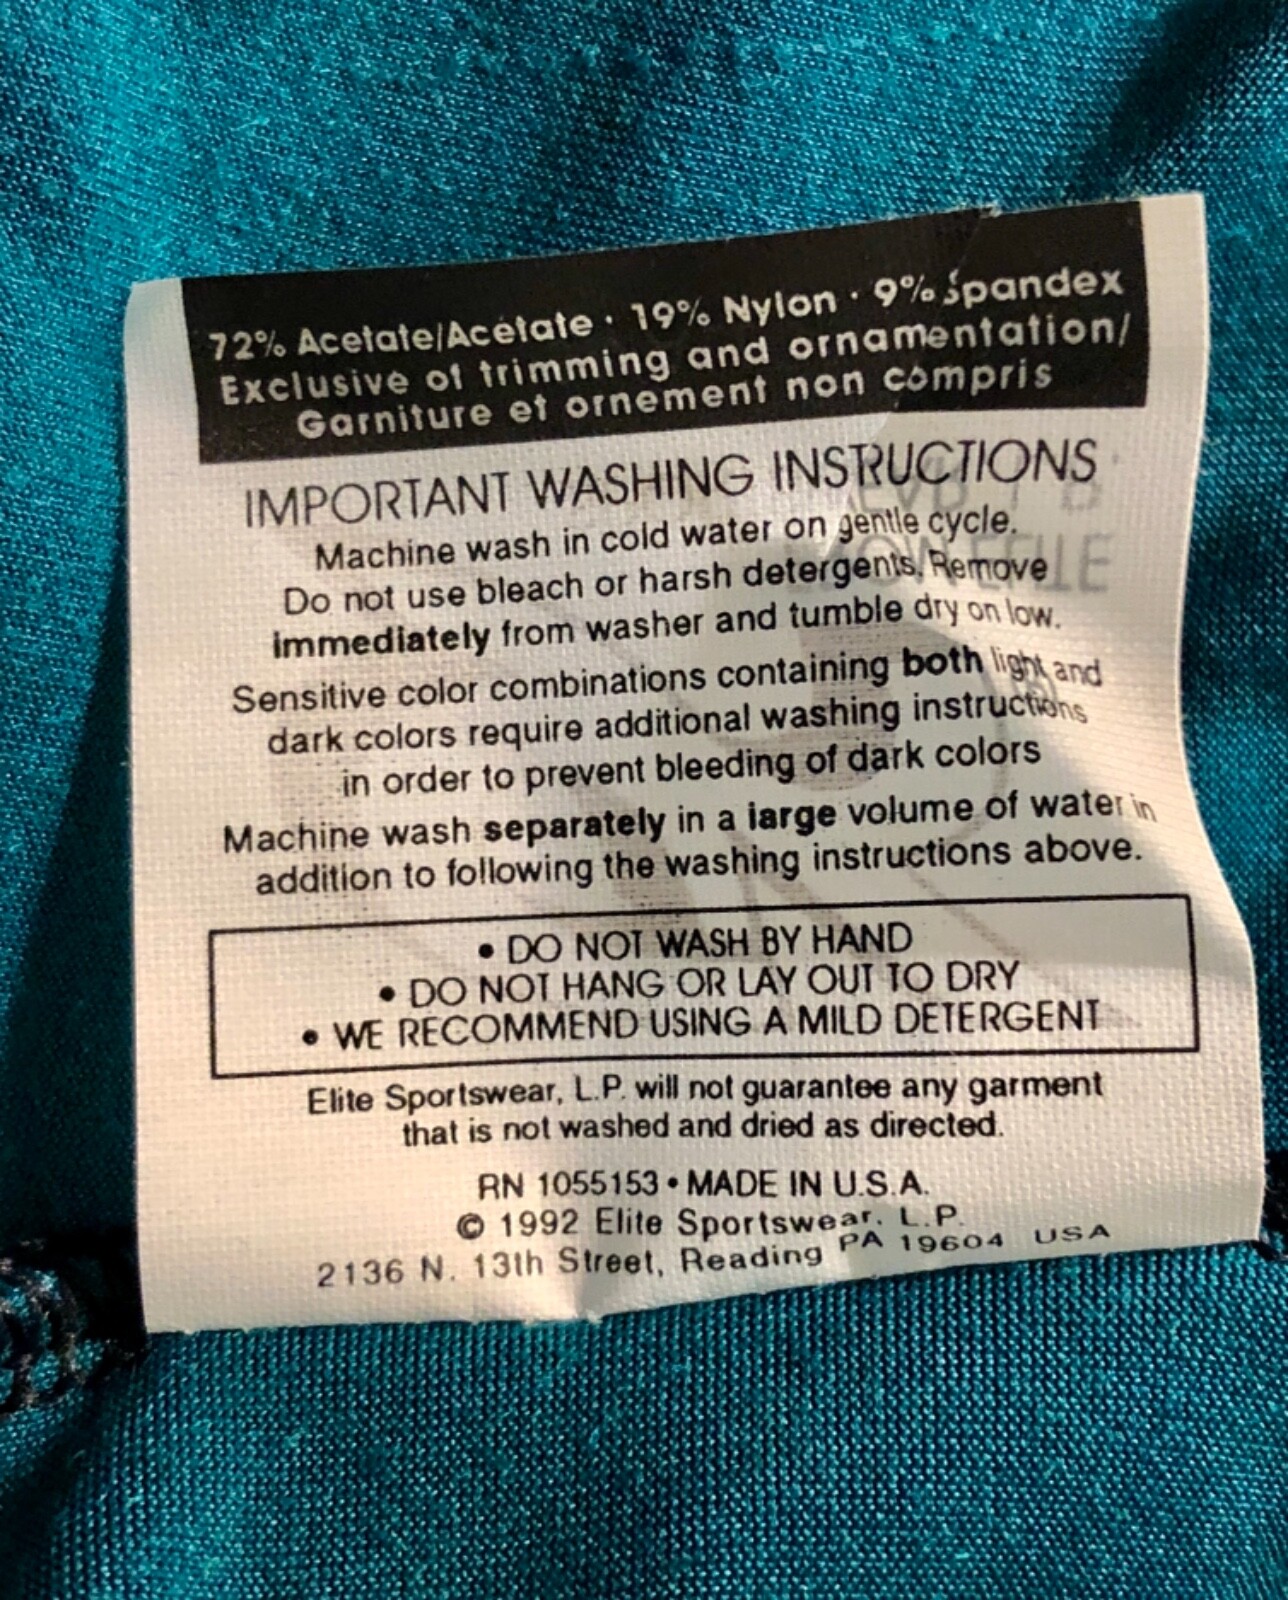 72% Acetate/Acétate · 19% Nylon · 9% Spandex
Exclusive of trimming and ornamentation/
Garniture et ornement non compris
IMPORTANT WASHING INSTRUCTIONS
Machine wash in cold water on gentle cycle.
Do not use bleach or harsh detergents. Remove
immediately from washer and tumble dry on low.
Sensitive color combinations containing both light and
dark colors require additional washing instructions
in order to prevent bleeding of dark colors
Machine wash separately in a large volume of water in
addition to following the washing instructions above.
• DO NOT WASH BY HAND
• DO NOT HANG OR LAY OUT TO DRY
• WE RECOMMEND USING A MILD DETERGENT
Elite Sportswear, L.P. will not guarantee any garment
that is not washed and dried as directed.
RN 1055153 • MADE IN U.S.A.
© 1992 Elite Sportswear, L.P.
2136 N. 13th Street, Reading PA 19604 USA